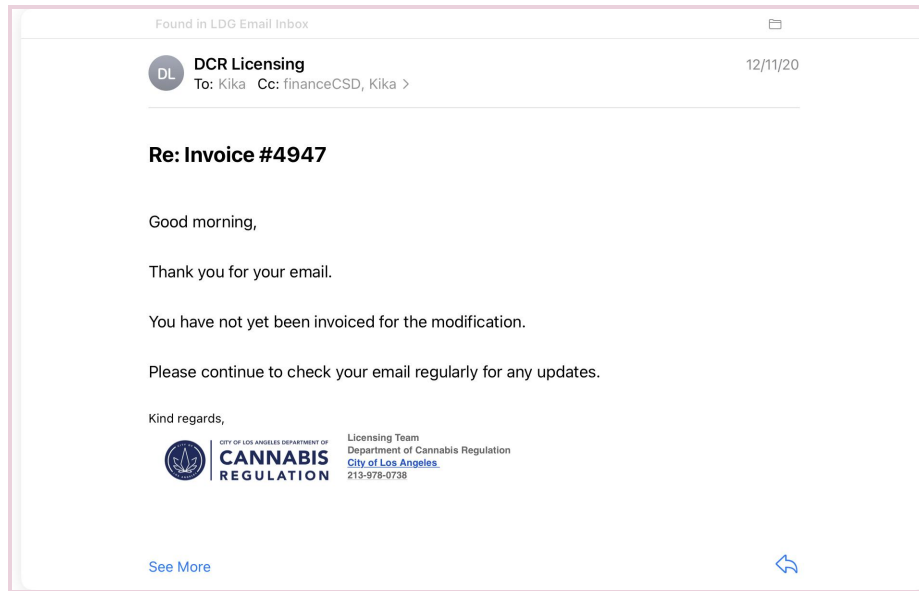 Found in LDG Email Inbox
DL
DCR Licensing
12/11/20
To: Kika Cc: financeCSD, Kika >
Re: Invoice #4947
Good morning,
Thank you for your email.
You have not yet been invoiced for the modification.
Please continue to check your email regularly for any updates.
Kind regards,
CITY OF LOS ANGELES DEPARTMENT OF
CANNABIS
REGULATION
Licensing Team
Department of Cannabis Regulation
City of Los Angeles
213-978-0738
See More